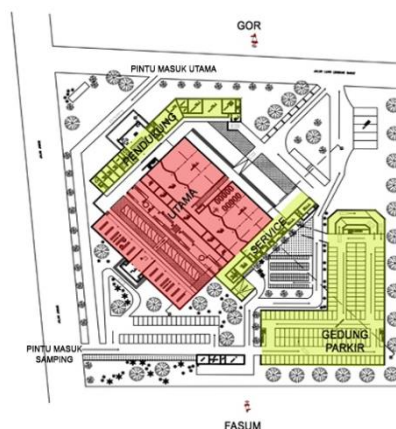 GOR
PINTU MASUK UTAMA
PENDUKUNG
UTAMA
SERVICE
GEDUNG
PARKIR
PINTU MASUK
SAMPING
FASUM